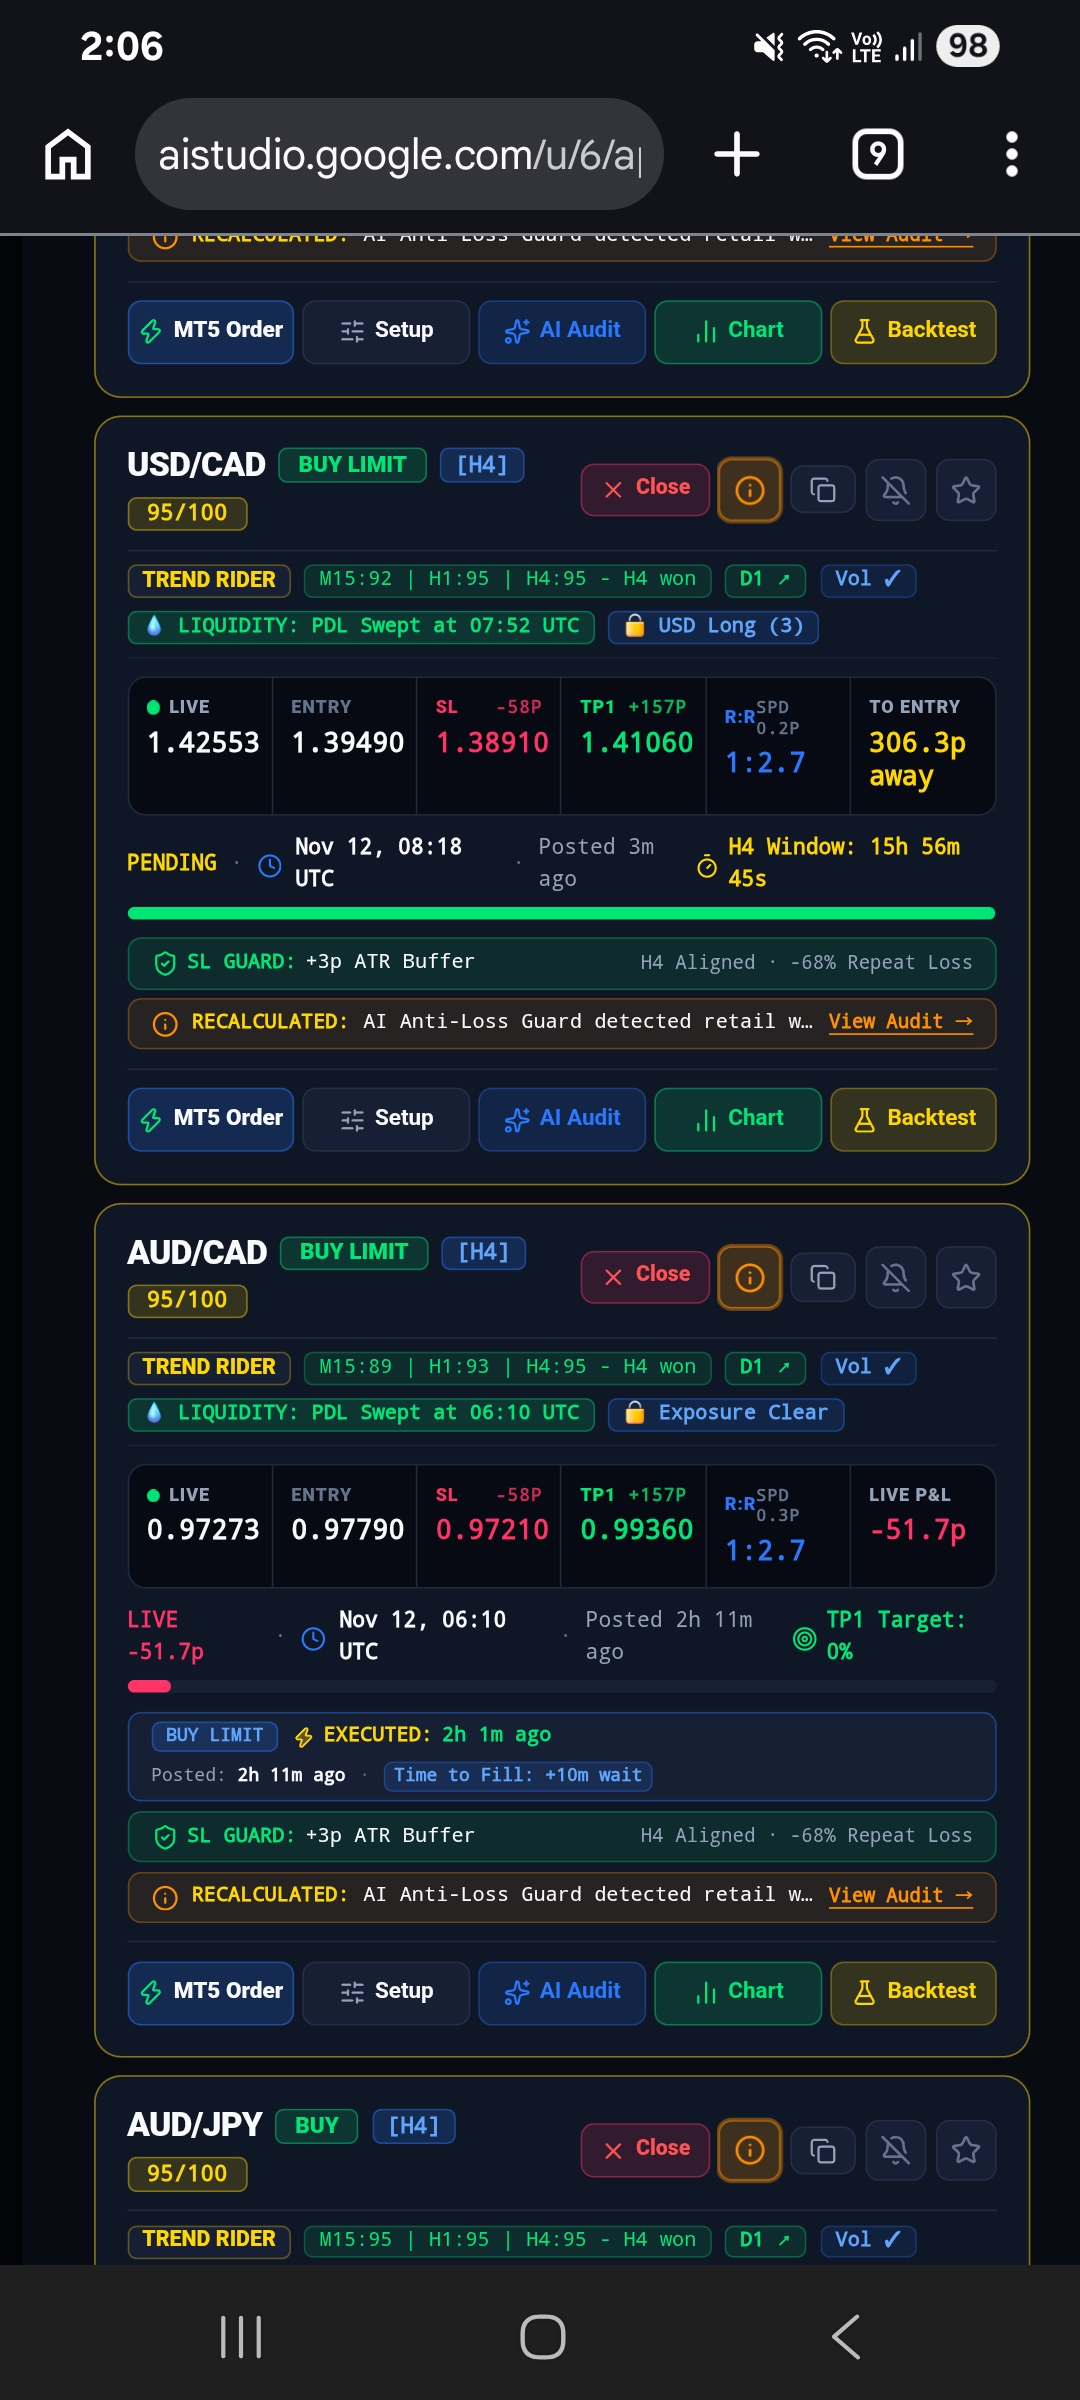 2:06
Vo)) LTE
98
aistudio.google.com/u/6/a
9
RECALCULATED: AI Anti-Loss Guard detected retail w… View Audit →
MT5 Order Setup AI Audit Chart Backtest
USD/CAD BUY LIMIT [H4]
Close
95/100
TREND RIDER M15:92 | H1:95 | H4:95 - H4 won D1 ↗ Vol ✓
LIQUIDITY: PDL Swept at 07:52 UTC USD Long (3)
LIVE ENTRY SL -58P TP1 +157P R:R SPD 0.2P TO ENTRY
1.42553 1.39490 1.38910 1.41060 1:2.7 306.3p away
PENDING · Nov 12, 08:18 UTC · Posted 3m ago H4 Window: 15h 56m 45s
SL GUARD: +3p ATR Buffer H4 Aligned · -68% Repeat Loss
RECALCULATED: AI Anti-Loss Guard detected retail w… View Audit →
MT5 Order Setup AI Audit Chart Backtest
AUD/CAD BUY LIMIT [H4]
Close
95/100
TREND RIDER M15:89 | H1:93 | H4:95 - H4 won D1 ↗ Vol ✓
LIQUIDITY: PDL Swept at 06:10 UTC Exposure Clear
LIVE ENTRY SL -58P TP1 +157P R:R SPD 0.3P LIVE P&L
0.97273 0.97790 0.97210 0.99360 1:2.7 -51.7p
LIVE -51.7p · Nov 12, 06:10 UTC · Posted 2h 11m ago TP1 Target: 0%
BUY LIMIT EXECUTED: 2h 1m ago
Posted: 2h 11m ago · Time to Fill: +10m wait
SL GUARD: +3p ATR Buffer H4 Aligned · -68% Repeat Loss
RECALCULATED: AI Anti-Loss Guard detected retail w… View Audit →
MT5 Order Setup AI Audit Chart Backtest
AUD/JPY BUY [H4]
Close
95/100
TREND RIDER M15:95 | H1:95 | H4:95 - H4 won D1 ↗ Vol ✓